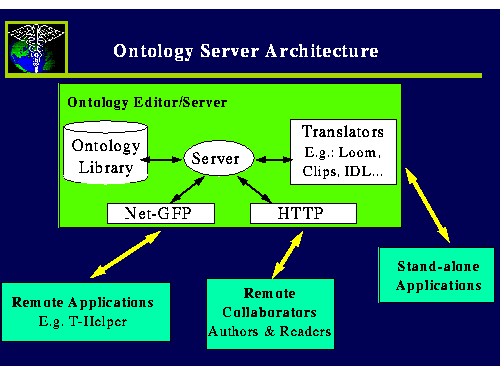 Ontology Server Architecture
Ontology Editor/Server
Ontology
Library
Server
Translators
E.g.: Loom,
Clips, IDL...
Net-GFP
HTTP
Stand-alone
Applications
Remote Applications
E.g. T-Helper
Remote
Collaborators
Authors & Readers